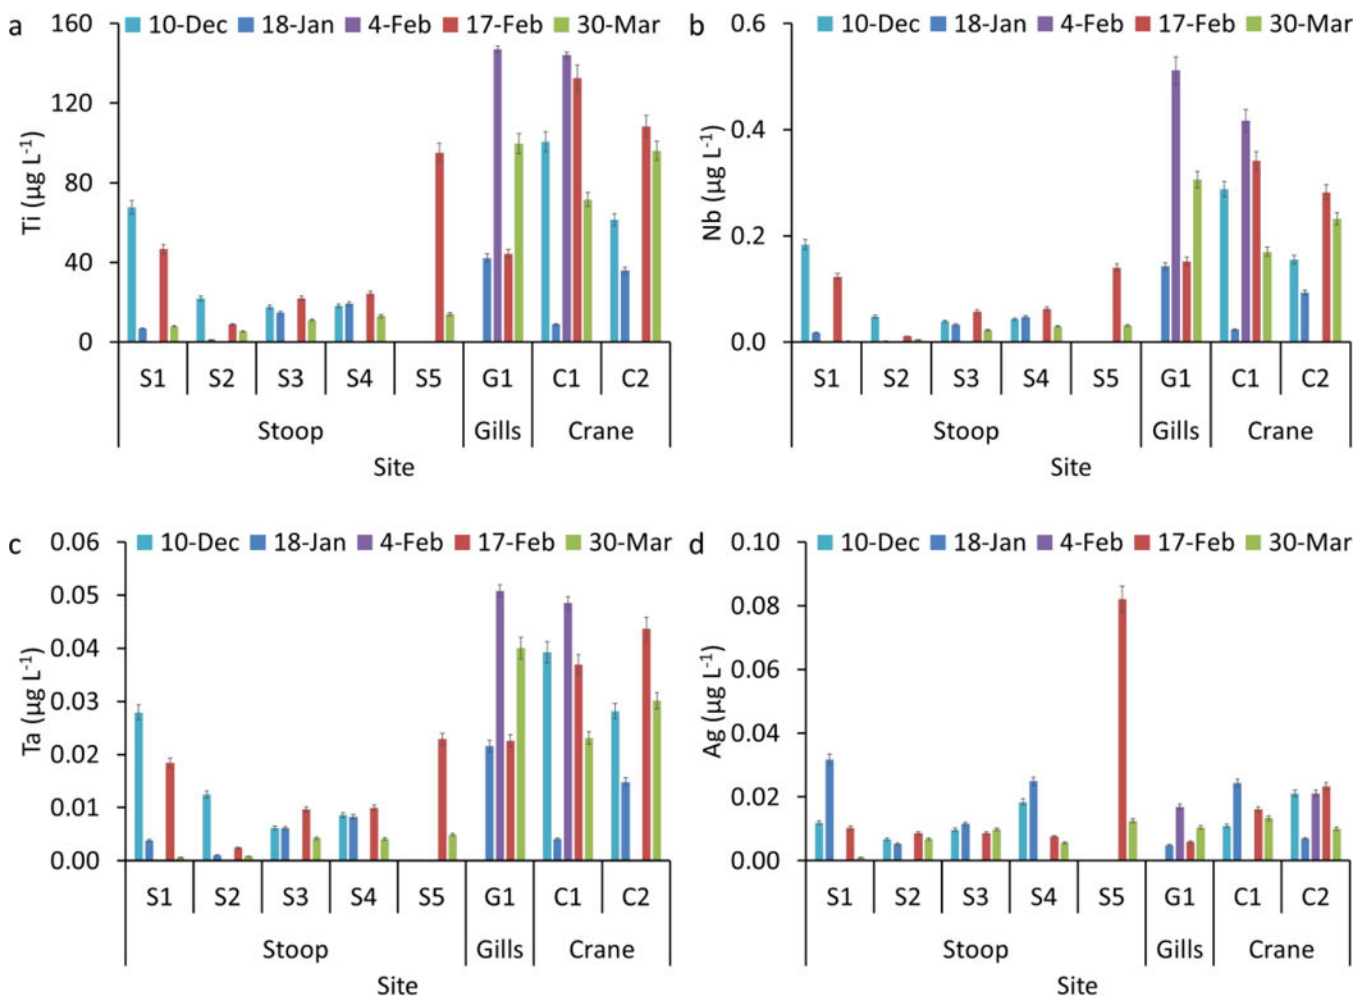 a
10-Dec 18-Jan 4-Feb 17-Feb 30-Mar
Ti (µg L-1)
160
120
80
40
0
S1 S2 S3 S4 S5 G1 C1 C2
Stoop Gills Crane
Site
b
10-Dec 18-Jan 4-Feb 17-Feb 30-Mar
Nb (µg L-1)
0.6
0.4
0.2
0.0
S1 S2 S3 S4 S5 G1 C1 C2
Stoop Gills Crane
Site
c
10-Dec 18-Jan 4-Feb 17-Feb 30-Mar
Ta (µg L-1)
0.06
0.05
0.04
0.03
0.02
0.01
0.00
S1 S2 S3 S4 S5 G1 C1 C2
Stoop Gills Crane
Site
d
10-Dec 18-Jan 4-Feb 17-Feb 30-Mar
Ag (µg L-1)
0.10
0.08
0.06
0.04
0.02
0.00
S1 S2 S3 S4 S5 G1 C1 C2
Stoop Gills Crane
Site